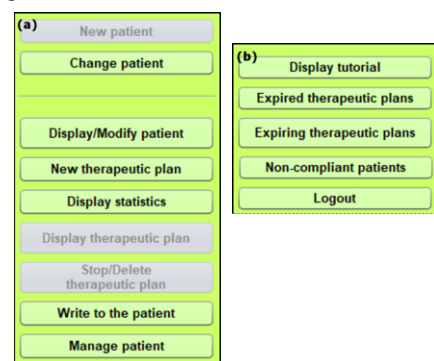 (a)
New patient
Change patient
Display/Modify patient
New therapeutic plan
Display statistics
Display therapeutic plan
Stop/Delete
therapeutic plan
Write to the patient
Manage patient
(b)
Display tutorial
Expired therapeutic plans
Expiring therapeutic plans
Non-compliant patients
Logout